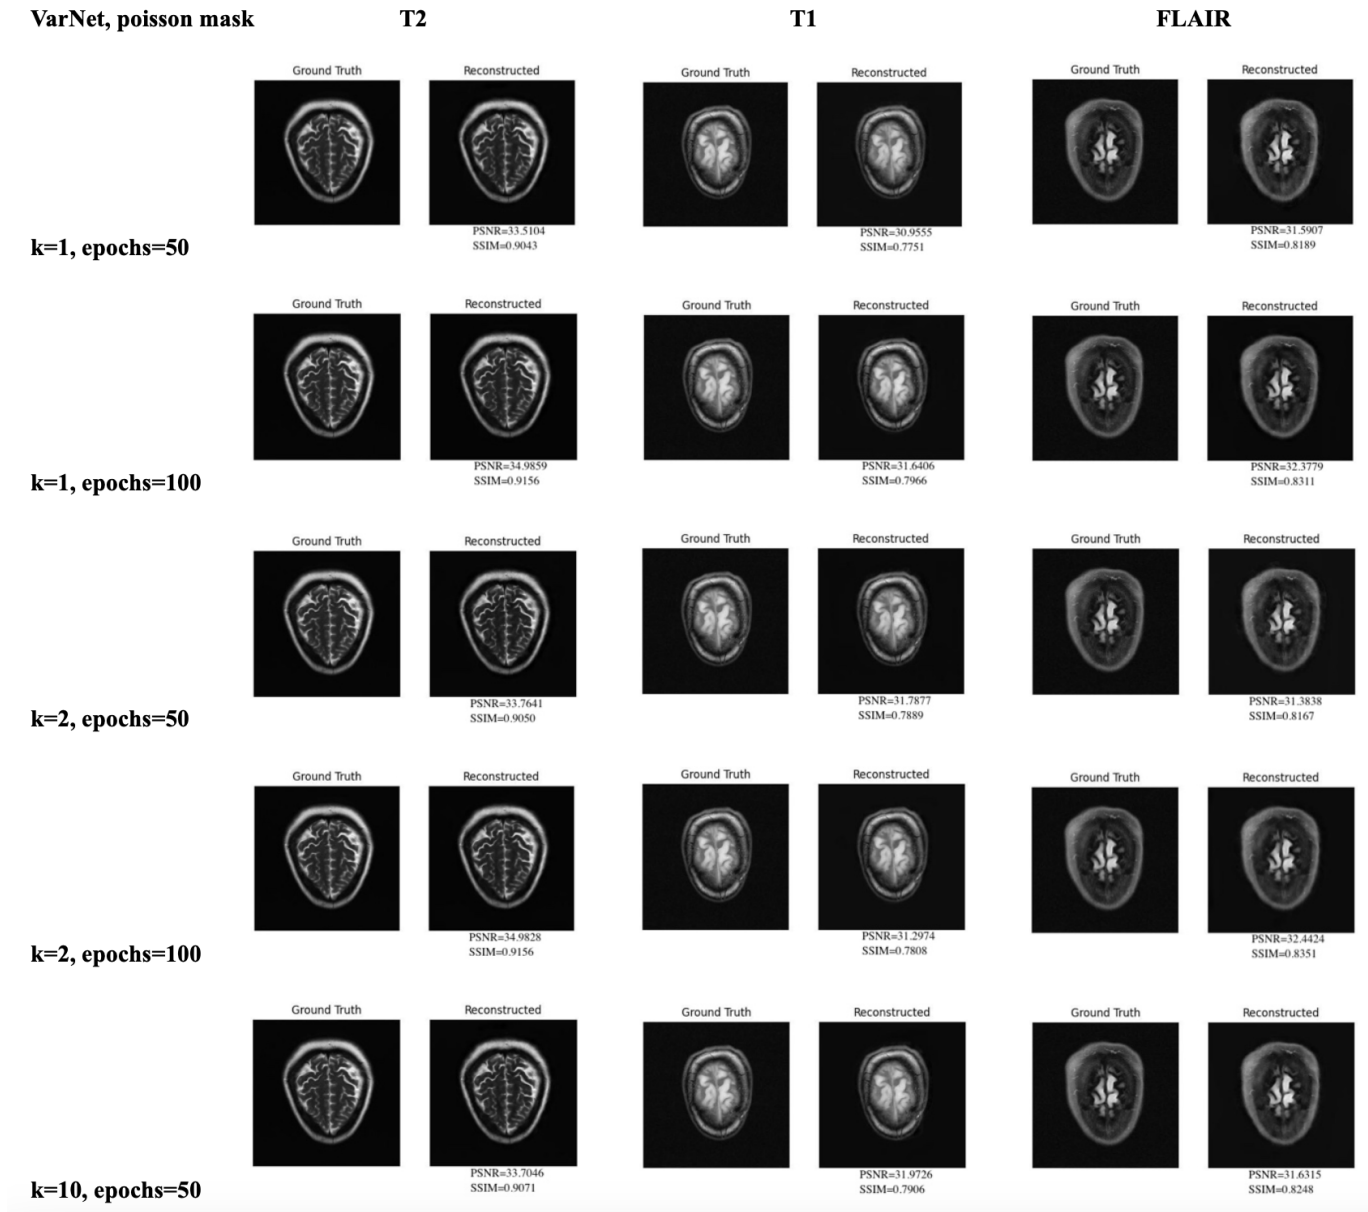 VarNet, poisson mask T2 T1 FLAIR
Ground Truth Reconstructed Ground Truth Reconstructed Ground Truth Reconstructed
PSNR=33.5104 PSNR=30.9555 PSNR=31.5907
SSIM=0.9043 SSIM=0.7751 SSIM=0.8189
k=1, epochs=50
Ground Truth Reconstructed Ground Truth Reconstructed Ground Truth Reconstructed
PSNR=34.9859 PSNR=31.6406 PSNR=32.3779
SSIM=0.9156 SSIM=0.7966 SSIM=0.8311
k=1, epochs=100
Ground Truth Reconstructed Ground Truth Reconstructed Ground Truth Reconstructed
PSNR=33.7641 PSNR=31.7877 PSNR=31.3838
SSIM=0.9050 SSIM=0.7889 SSIM=0.8167
k=2, epochs=50
Ground Truth Reconstructed Ground Truth Reconstructed Ground Truth Reconstructed
PSNR=34.9828 PSNR=31.2974 PSNR=32.4424
SSIM=0.9156 SSIM=0.7808 SSIM=0.8351
k=2, epochs=100
Ground Truth Reconstructed Ground Truth Reconstructed Ground Truth Reconstructed
PSNR=33.7046 PSNR=31.9726 PSNR=31.6315
SSIM=0.9071 SSIM=0.7906 SSIM=0.8248
k=10, epochs=50